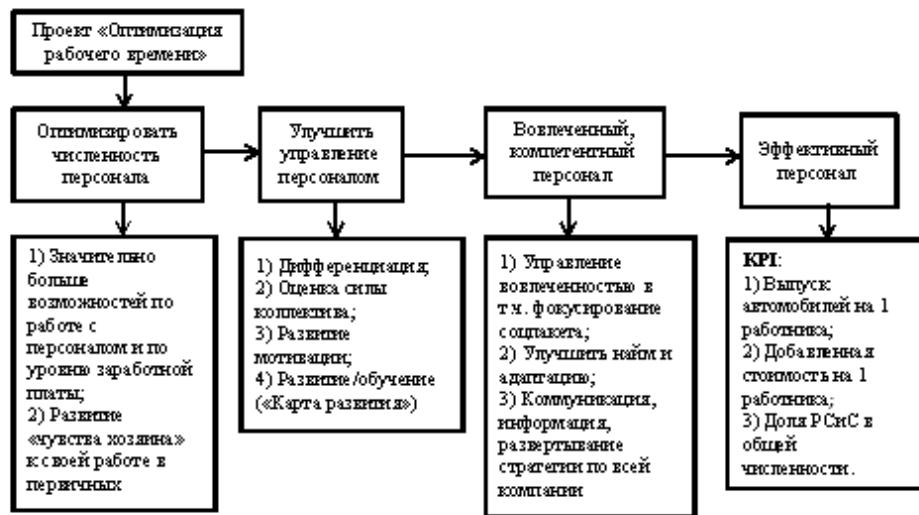 Проект «Оптимизация
рабочего времени»
Оптимизировать
численность
персонала
Улучшить
управление
персоналом
Вовлеченный,
компетентный
персонал
Эффективный
персонал
1) Значительно
больше
возможностей по
работе с
персоналом и по
уровню заработной
платы;
2) Развитие
«чувства хозяина»
к своей работе в
первичных
1) Дифференциация;
2) Оценка силы
коллектива;
3) Развитие
мотивации;
4) Развитие/обучение
(«Карта развития»)
1) Управление
вовлеченностью в
т.ч. фокусирование
соцпакета;
2) Улучшить найм и
адаптацию;
3) Коммуникация,
информация,
развертывание
стратегии по всей
компании
KPI:
1) Выпуск
автомобилей на 1
работника;
2) Добавленная
стоимость на 1
работника;
3) Доля РСиС в
общей
численности.